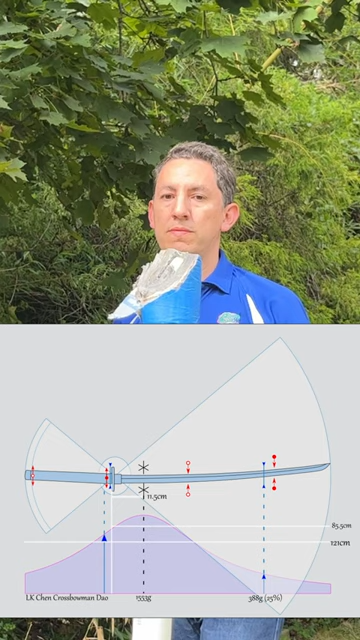 11.5cm
85.5cm
121cm
LK Chen Crossbowman Dao
1553g
388g (25%)